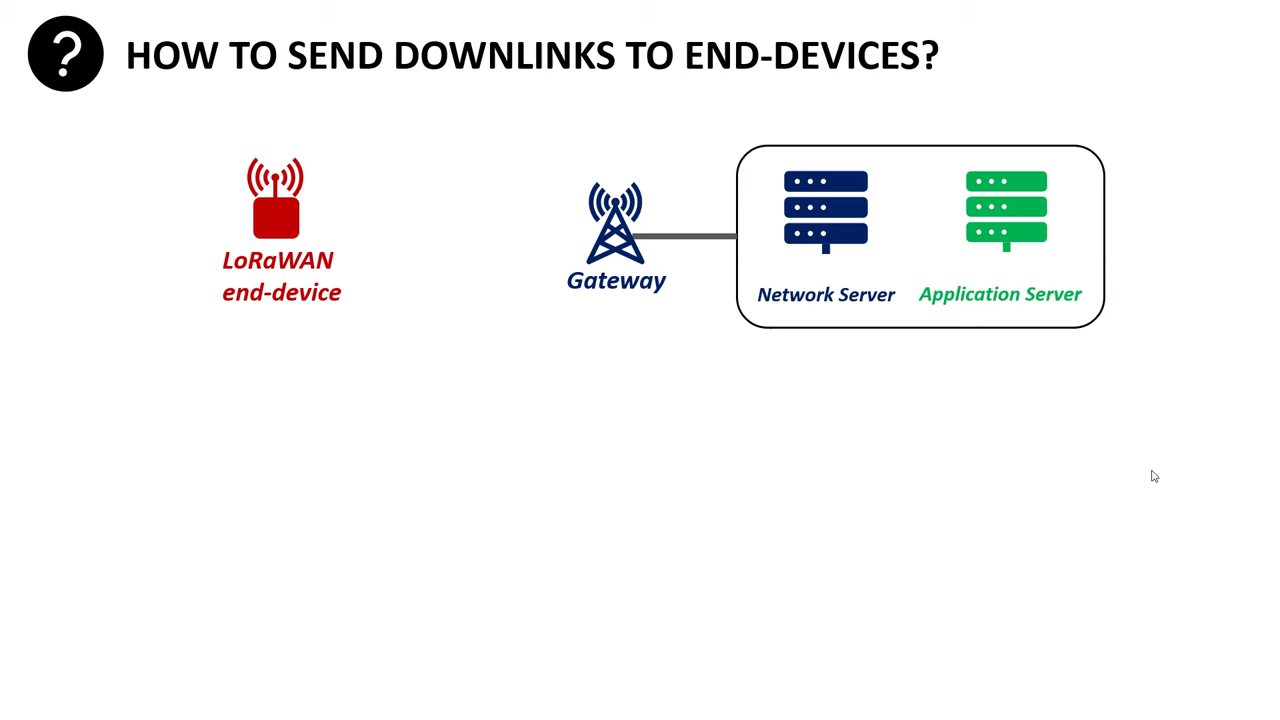 ?
HOW TO SEND DOWNLINKS TO END-DEVICES?
LoRaWAN
end-device
Gateway
Network Server
Application Server